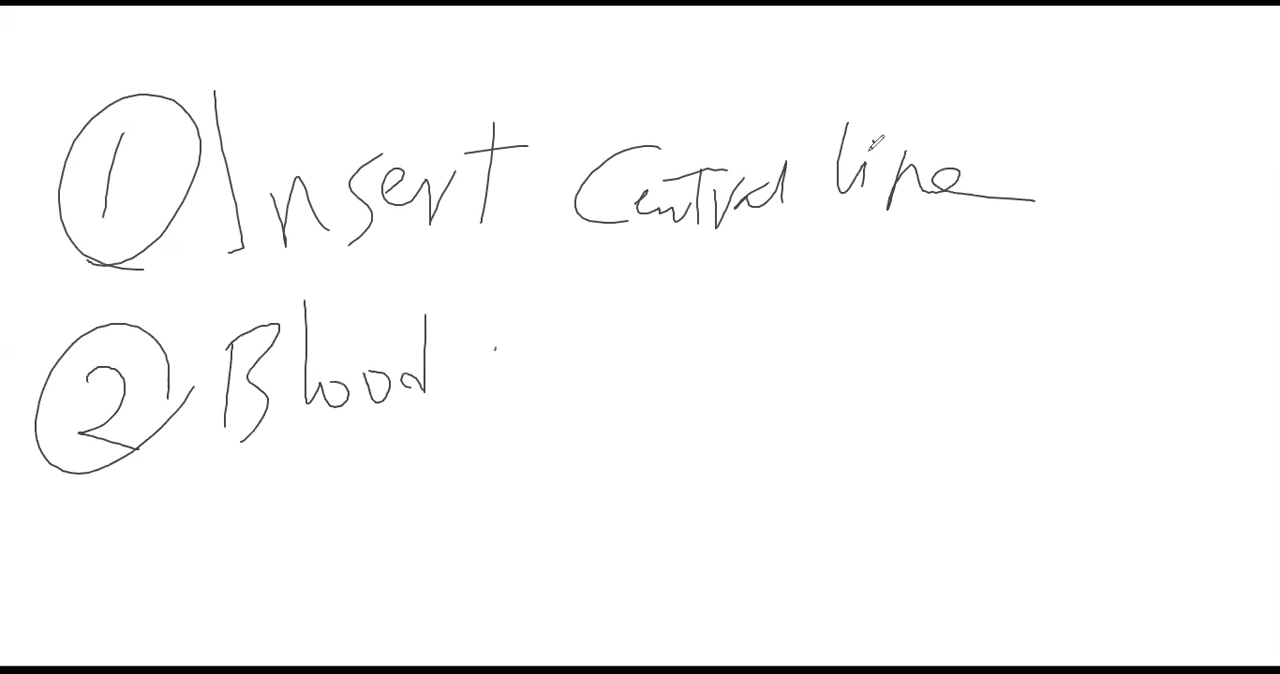 ① Insert Central line
② Blood